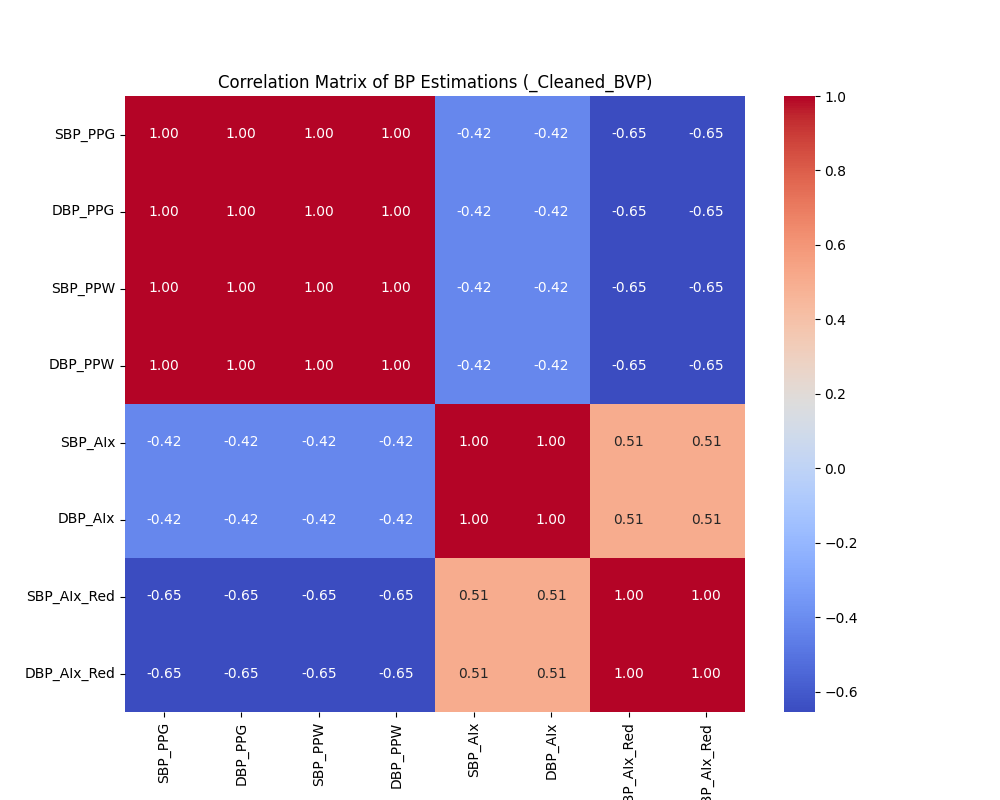 Correlation Matrix of BP Estimations (_Cleaned_BVP)
SBP_PPG 1.00 1.00 1.00 1.00 -0.42 -0.42 -0.65 -0.65
DBP_PPG 1.00 1.00 1.00 1.00 -0.42 -0.42 -0.65 -0.65
SBP_PPW 1.00 1.00 1.00 1.00 -0.42 -0.42 -0.65 -0.65
DBP_PPW 1.00 1.00 1.00 1.00 -0.42 -0.42 -0.65 -0.65
SBP_AIx -0.42 -0.42 -0.42 -0.42 1.00 1.00 0.51 0.51
DBP_AIx -0.42 -0.42 -0.42 -0.42 1.00 1.00 0.51 0.51
SBP_AIx_Red -0.65 -0.65 -0.65 -0.65 0.51 0.51 1.00 1.00
DBP_AIx_Red -0.65 -0.65 -0.65 -0.65 0.51 0.51 1.00 1.00
SBP_PPG
DBP_PPG
SBP_PPW
DBP_PPW
SBP_AIx
DBP_AIx
BP_AIx_Red
BP_AIx_Red
1.0
0.8
0.6
0.4
0.2
0.0
−0.2
−0.4
−0.6